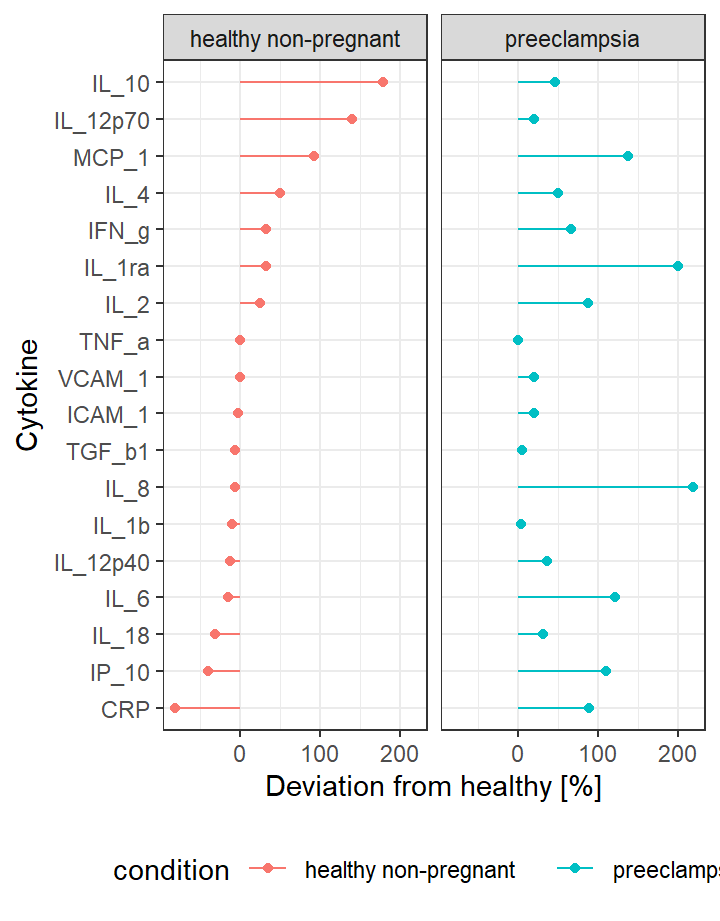 healthy non-pregnant
preeclampsia
IL_10
IL_12p70
MCP_1
IL_4
IFN_g
IL_1ra
IL_2
TNF_a
VCAM_1
ICAM_1
TGF_b1
IL_8
IL_1b
IL_12p40
IL_6
IL_18
IP_10
CRP
Cytokine
0 100 200
0 100 200
Deviation from healthy [%]
condition healthy non-pregnant preeclamps